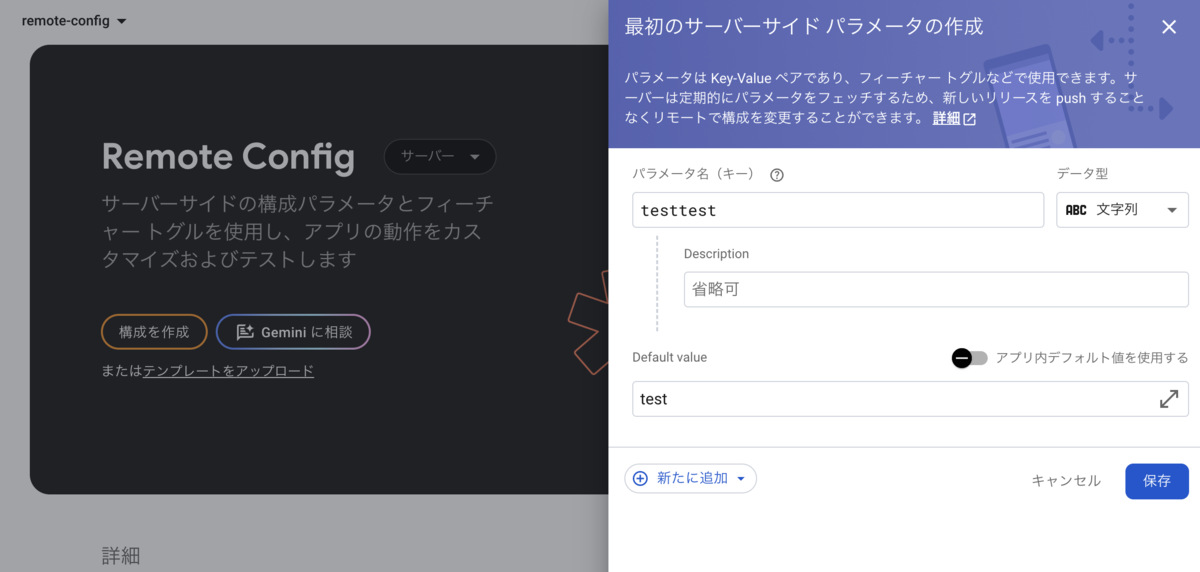 remote-config
Remote Config
サーバー
サーバーサイドの構成パラメータとフィーチ
ャー トグルを使用し、アプリの動作をカス
タマイズおよびテストします
構成を作成
Gemini に相談
またはテンプレートをアップロード
詳細
最初のサーバーサイド パラメータの作成
パラメータは Key-Value ペアであり、フィーチャー トグルなどで使用できます。サ
ーバーは定期的にパラメータをフェッチするため、新しいリリースを push すること
なくリモートで構成を変更することができます。 詳細
パラメータ名（キー）
データ型
testtest
ABC 文字列
Description
省略可
Default value
アプリ内デフォルト値を使用する
test
新たに追加
キャンセル
保存